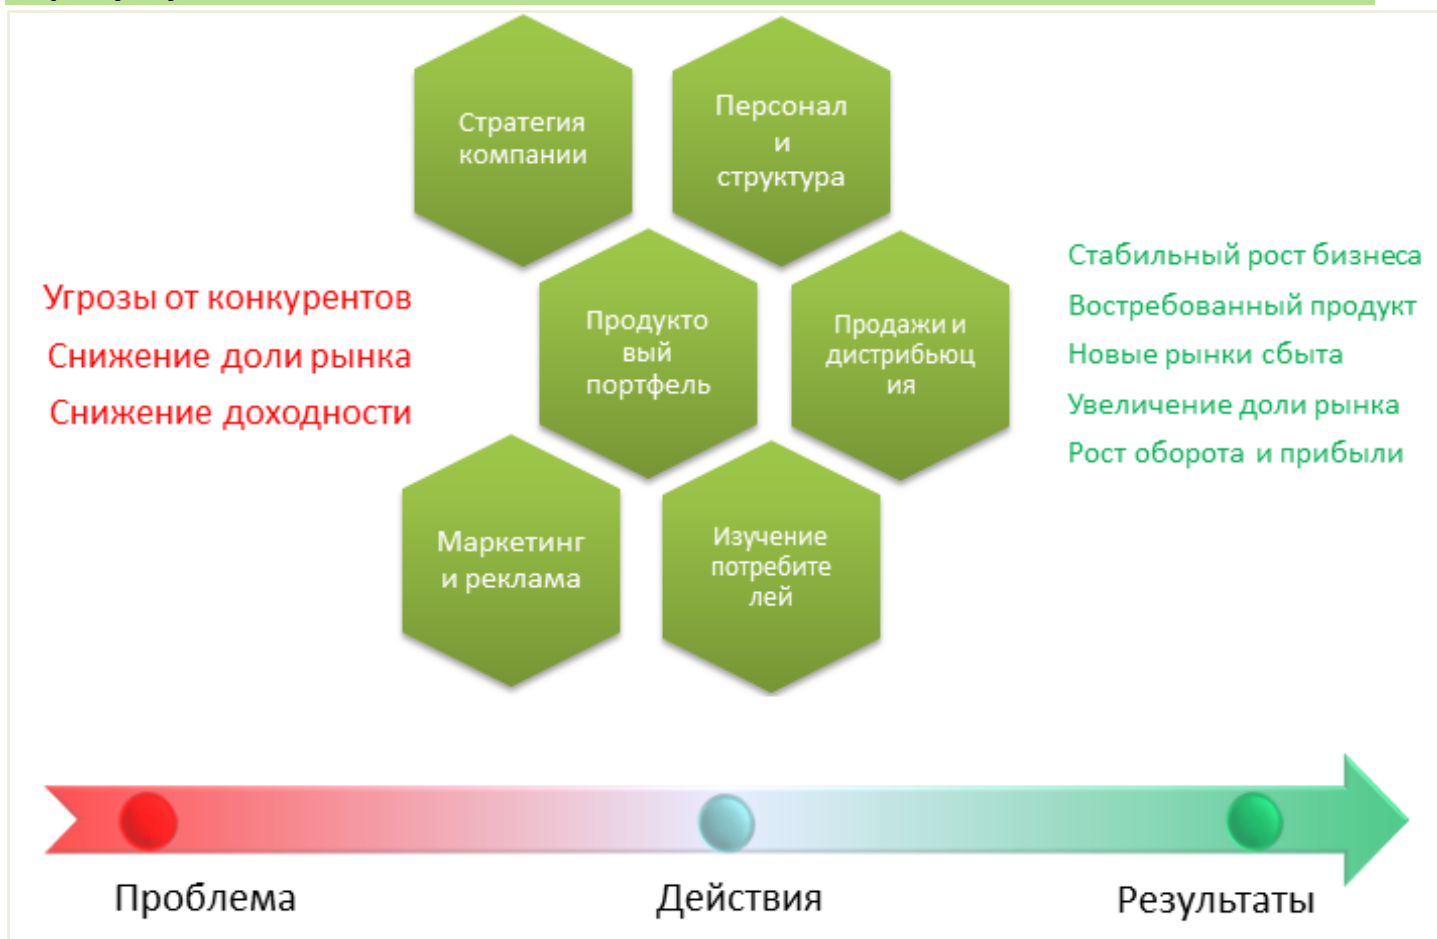 Стратегия
компании
Персонал
и
структура
Угрозы от конкурентов
Снижение доли рынка
Снижение доходности
Продукто
вый
портфель
Продажи и
дистрибьюц
ия
Стабильный рост бизнеса
Востребованный продукт
Новые рынки сбыта
Увеличение доли рынка
Рост оборота и прибыли
Маркетинг
и реклама
Изучение
потребите
лей
Проблема
Действия
Результаты